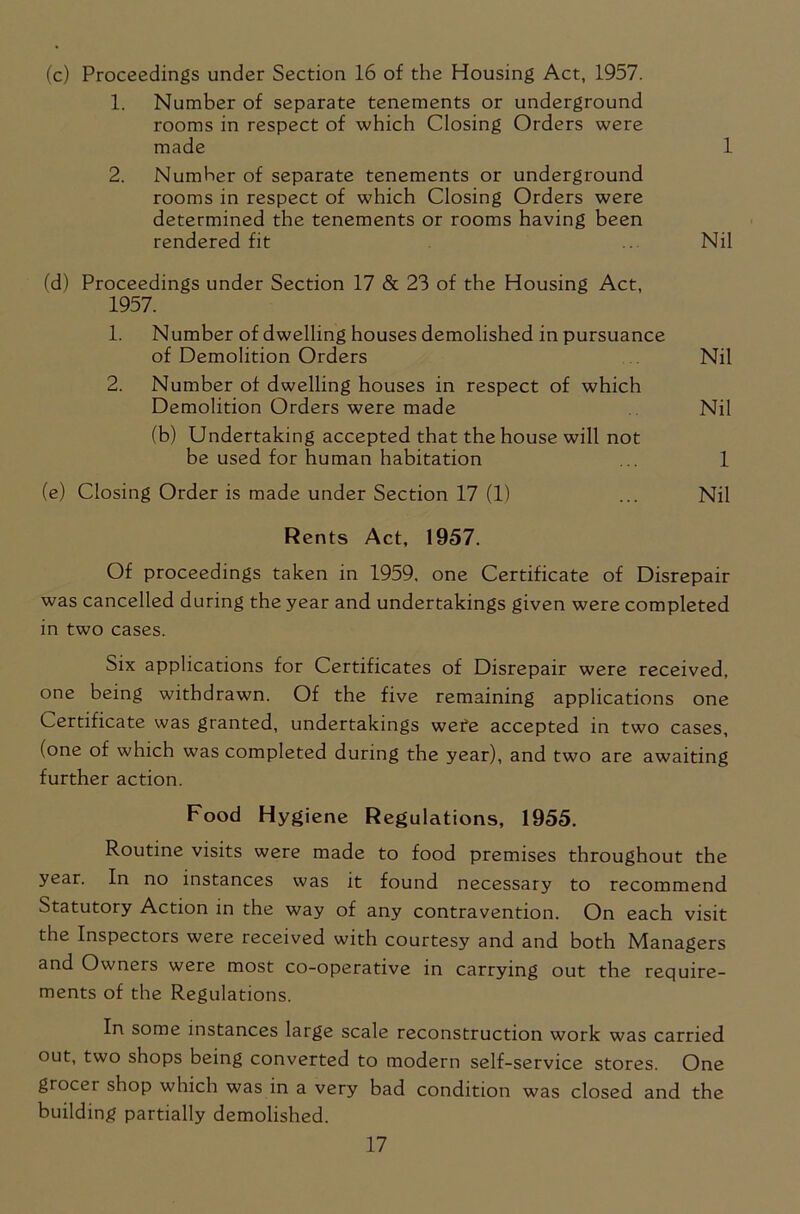 (c) Proceedings under Section 16 of the Housing Act, 1957.
1. Number of separate tenements or underground
rooms in respect of which Closing Orders were
made 1
2. Number of separate tenements or underground
rooms in respect of which Closing Orders were
determined the tenements or rooms having been
rendered fit ... Nil
(d) Proceedings under Section 17 & 23 of the Housing Act,
1957.
1. Number of dwelling houses demolished in pursuance
of Demolition Orders .. Nil
2. Number of dwelling houses in respect of which
Demolition Orders were made .. Nil
(b) Undertaking accepted that the house will not
be used for human habitation ... 1
(e) Closing Order is made under Section 17 (1) ... Nil
Rents Act, 1957.
Of proceedings taken in 1959, one Certificate of Disrepair
was cancelled during the year and undertakings given were completed
in two cases.
Six applications for Certificates of Disrepair were received,
one being withdrawn. Of the five remaining applications one
Certificate was granted, undertakings were accepted in two cases,
(one of which was completed during the year), and two are awaiting
further action.
Food Hygiene Regulations, 1955.
Routine visits were made to food premises throughout the
year. In no instances was it found necessary to recommend
Statutory Action in the way of any contravention. On each visit
the Inspectors were received with courtesy and and both Managers
and Owners were most co-operative in carrying out the require-
ments of the Regulations.
In some instances large scale reconstruction work was carried
out, two shops being converted to modern self-service stores. One
grocer shop which was in a very bad condition was closed and the
building partially demolished.
17